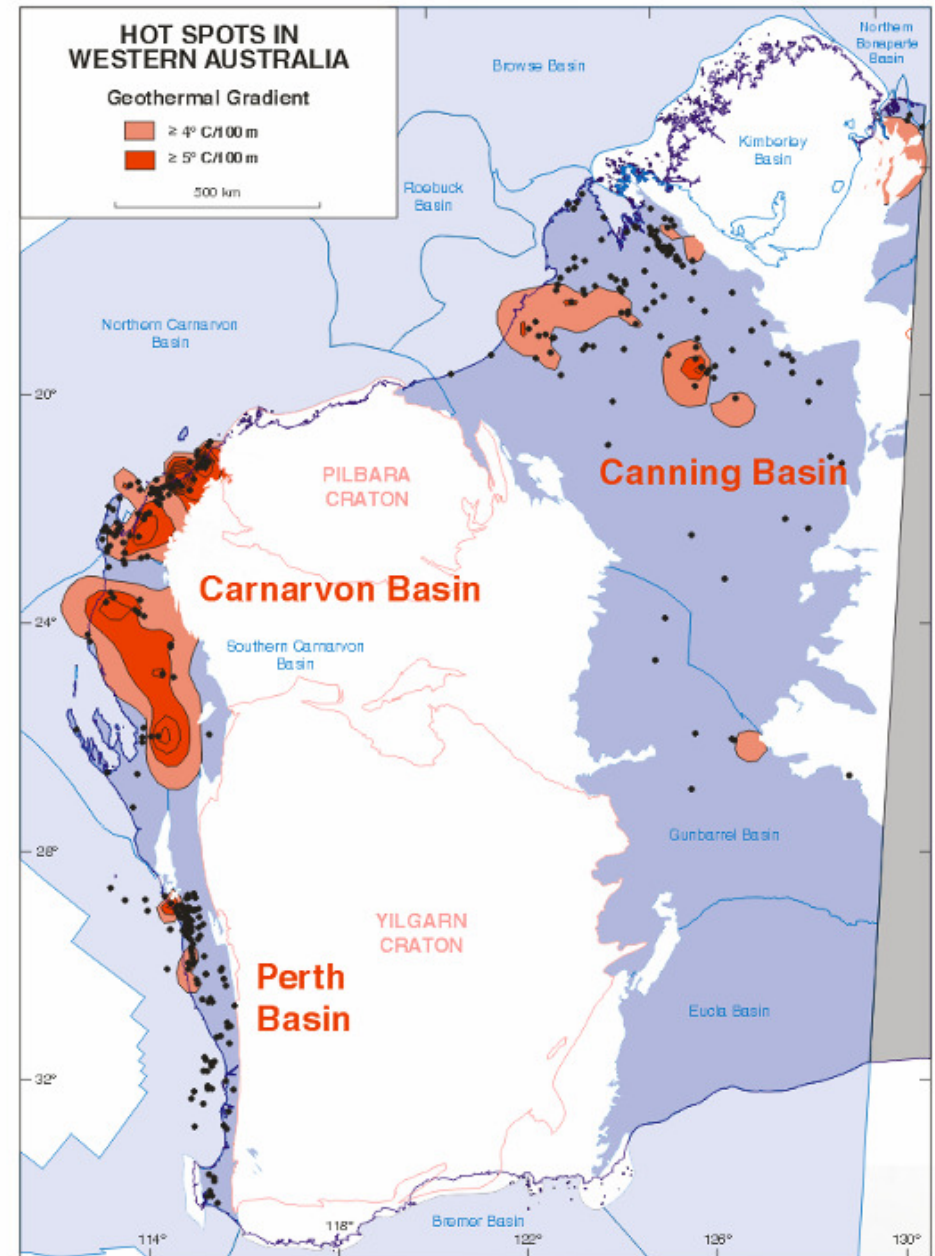 HOT SPOTS IN
WESTERN AUSTRALIA
Geothermal Gradient
≥ 4° C/100 m
≥ 5° C/100 m
500 km
Northern
Bonaparte
Basin
Browse Basin
Kimberley
Basin
Roebuck
Basin
Northern Carnarvon
Basin
20°
PILBARA
CRATON
Canning Basin
Carnarvon Basin
24°
Southern Carnarvon
Basin
Gunbarrel Basin
28°
YILGARN
CRATON
Perth
Basin
Eucla Basin
32°
Bremer Basin
114°
118°
122°
126°
130°